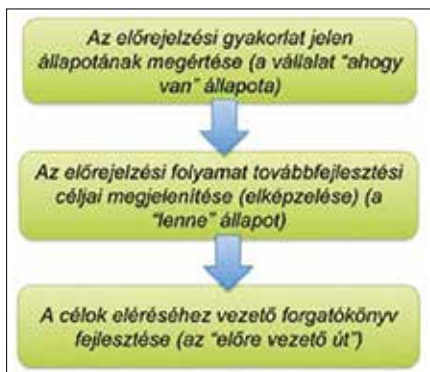 Az előrejelzési gyakorlat jelen
állapotának megértése (a vállalat “ahogy
van” állapota)
Az előrejelzési folyamat továbbfejlesztési
céljai megjelenítése (elképzelése) (a
“lenne” állapot)
A célok eléréséhez vezető forgatókönyv
fejlesztése (az “előre vezető út”)